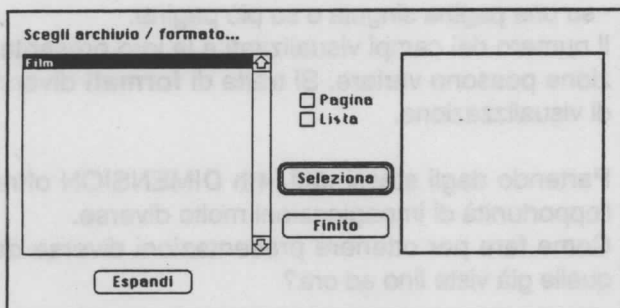 Scegli archivio / formato...
Film
Pagina
Lista
Seleziona
Finito
Espandi